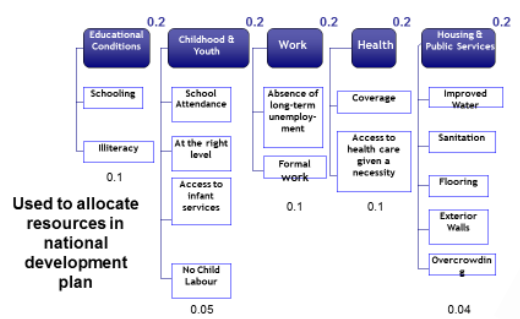 0.2
0.2
0.2
0.2
0.2
Educational
Conditions
Childhood &
Youth
Work
Health
Housing &
Public Services
Schooling
Illiteracy
0.1
School
Attendance
At the right
level
Access to
infant
services
No Child
Labour
0.05
Absence of
long-term
unemploy-
ment
Formal
work
0.1
Coverage
Access to
health care
given a
necessity
0.1
Improved
Water
Sanitation
Flooring
Exterior
Walls
Overcrowdin
g
0.04
Used to allocate
resources in
national
development
plan